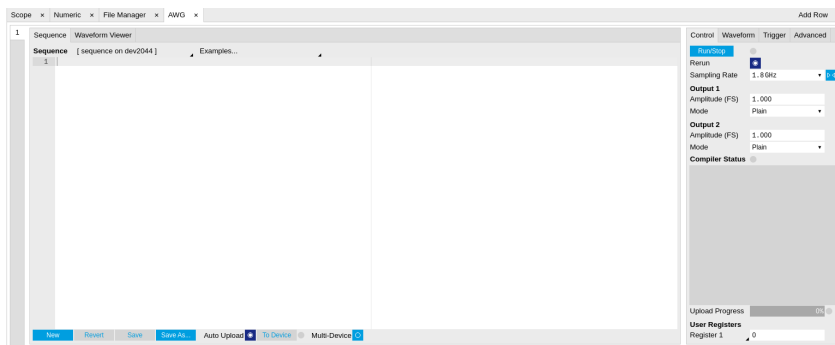 Scope × Numeric × File Manager × AWG × Add Row
1 Sequence Waveform Viewer Control Waveform Trigger Advanced
Sequence [ sequence on dev2044 ] Examples... Run/Stop
1
Rerun
Sampling Rate 1.8 GHz
Output 1
Amplitude (FS) 1.000
Mode Plain
Output 2
Amplitude (FS) 1.000
Mode Plain
Compiler Status
Upload Progress 0%
User Registers
New Revert Save Save As... Auto Upload To Device Multi-Device Register 1 0